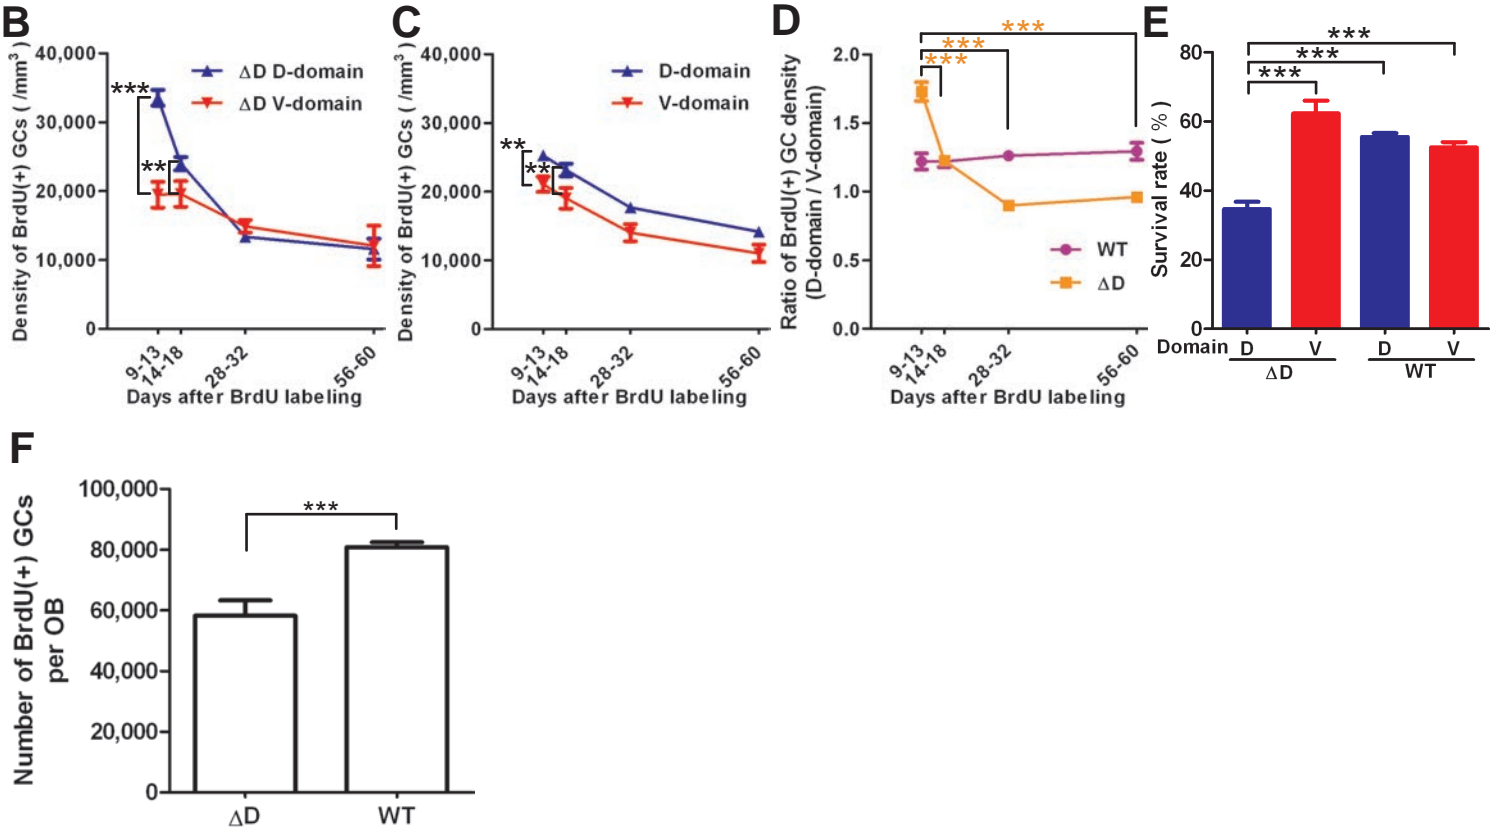 B
Density of BrdU(+) GCs ( /mm³ )
40,000
30,000
20,000
10,000
0
***
**
ΔD D-domain
ΔD V-domain
9-13
14-18
28-32
56-60
Days after BrdU labeling
C
Density of BrdU(+) GCs ( /mm³ )
40,000
30,000
20,000
10,000
0
**
**
D-domain
V-domain
9-13
14-18
28-32
56-60
Days after BrdU labeling
D
Ratio of BrdU(+) GC density
(D-domain / V-domain)
2.0
1.5
1.0
0.5
0.0
***
***
***
WT
ΔD
9-13
14-18
28-32
56-60
Days after BrdU labeling
E
Survival rate ( % )
80
60
40
20
0
***
***
***
Domain D V D V
ΔD WT
F
Number of BrdU(+) GCs
per OB
100,000
80,000
60,000
40,000
20,000
0
***
ΔD WT